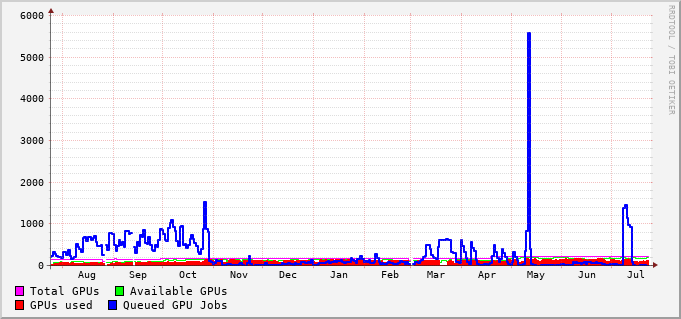 RRDTOOL / TOBI OETIKER
6000
5000
4000
3000
2000
1000
0
Aug Sep Oct Nov Dec Jan Feb Mar Apr May Jun Jul
Total GPUs Available GPUs
GPUs used Queued GPU Jobs